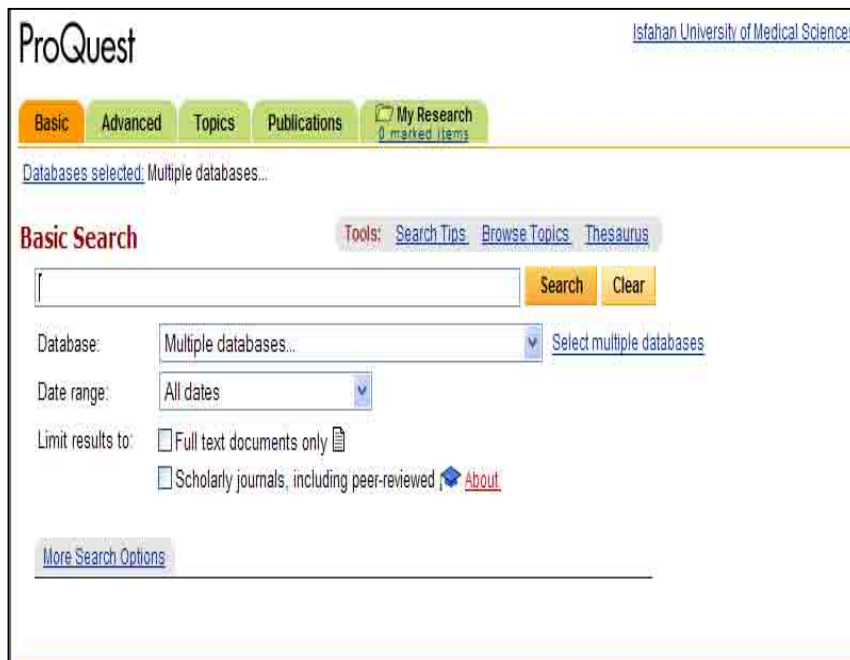 ProQuest
Isfahan University of Medical Sciences
Basic Advanced Topics Publications My Research
0 marked items
Databases selected: Multiple databases...
Basic Search Tools: Search Tips Browse Topics Thesaurus
Search Clear
Database: Multiple databases... Select multiple databases
Date range: All dates
Limit results to: Full text documents only
Scholarly journals, including peer-reviewed About
More Search Options